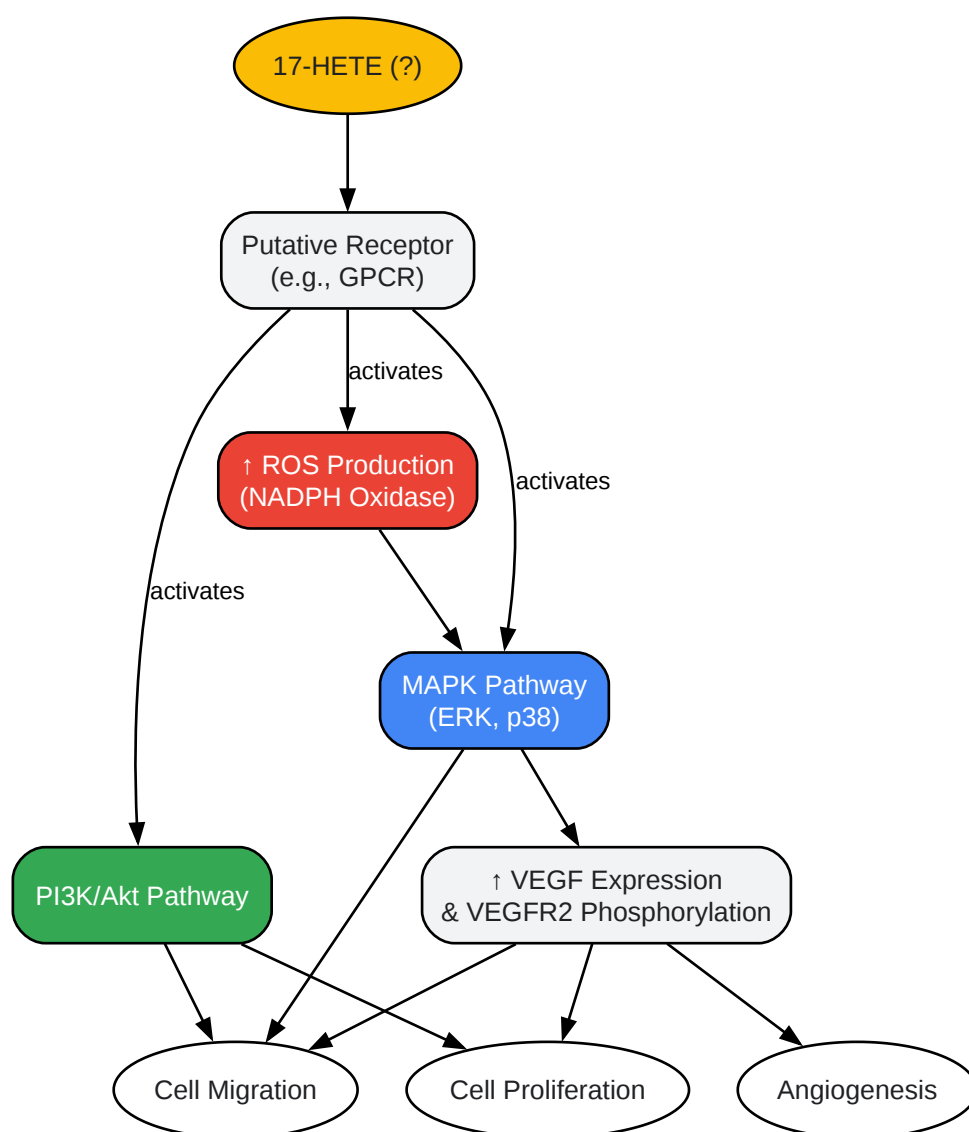 17-HETE (?)
Putative Receptor
(e.g., GPCR)
activates
↑ ROS Production
(NADPH Oxidase)
activates
activates
MAPK Pathway
(ERK, p38)
PI3K/Akt Pathway
↑ VEGF Expression
& VEGFR2 Phosphorylation
Cell Migration
Cell Proliferation
Angiogenesis